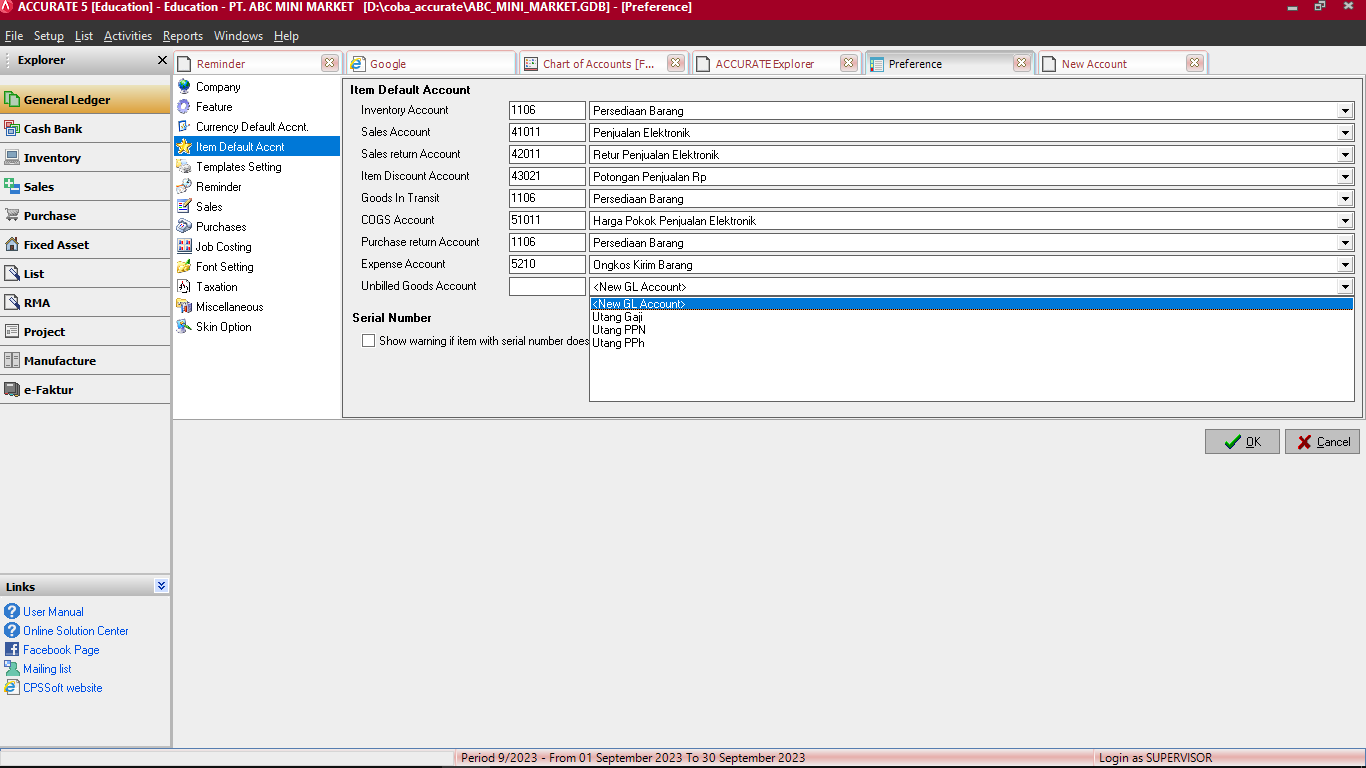 ACCURATE 5 [Education] - Education - PT. ABC MINI MARKET [D:\coba_accurate\ABC_MINI_MARKET.GDB] - [Preference]
File Setup List Activities Reports Windows Help
Explorer
Reminder Google Chart of Accounts [F... ACCURATE Explorer Preference New Account
General Ledger
Cash Bank
Inventory
Sales
Purchase
Fixed Asset
List
RMA
Project
Manufacture
e-Faktur
Company
Feature
Currency Default Accnt.
Item Default Accnt
Templates Setting
Reminder
Sales
Purchases
Job Costing
Font Setting
Taxation
Miscellaneous
Skin Option
Item Default Account
Inventory Account 1106 Persediaan Barang
Sales Account 41011 Penjualan Elektronik
Sales return Account 42011 Retur Penjualan Elektronik
Item Discount Account 43021 Potongan Penjualan Rp
Goods In Transit 1106 Persediaan Barang
COGS Account 51011 Harga Pokok Penjualan Elektronik
Purchase return Account 1106 Persediaan Barang
Expense Account 5210 Ongkos Kirim Barang
Unbilled Goods Account <New GL Account>
<New GL Account>
Utang Gaji
Utang PPN
Utang PPh
Serial Number
Show warning if item with serial number does
OK Cancel
Links
User Manual
Online Solution Center
Facebook Page
Mailing list
CPSSoft website
Period 9/2023 - From 01 September 2023 To 30 September 2023 Login as SUPERVISOR